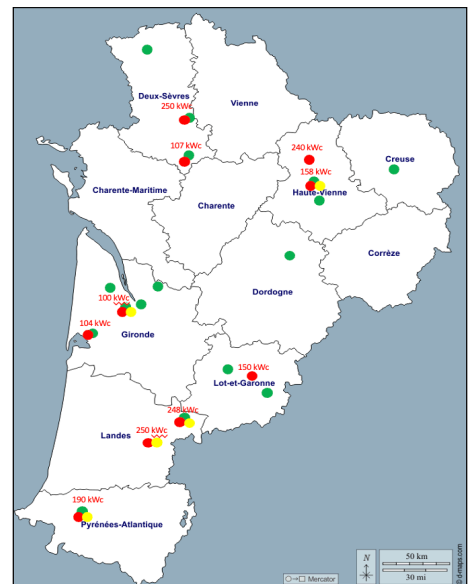 Deux-Sèvres
Vienne
250 kWc
107 kWc
240 kWc
Creuse
158 kWc
Charente-Maritime
Haute-Vienne
Charente
Corrèze
Dordogne
100 kWc
104 kWc
Gironde
150 kWc
Lot-et-Garonne
248 kWc
Landes
250 kWc
190 kWc
Pyrénées-Atlantique
N
50 km
30 mi
Mercator
d-maps.com